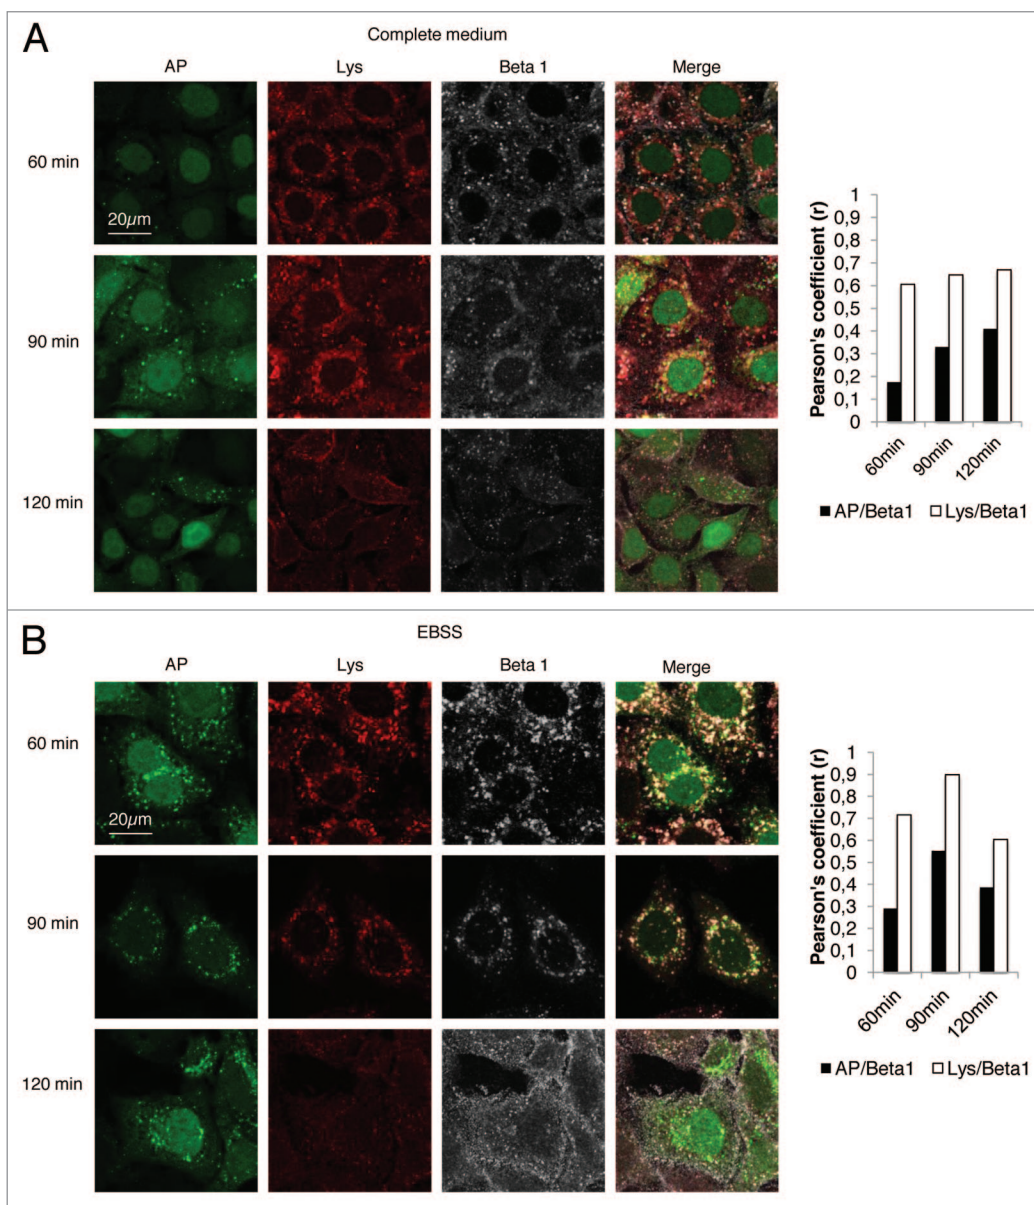 A
Complete medium
AP Lys Beta 1 Merge
60 min
20µm
90 min
120 min
Pearson's coefficient (r)
1
0,9
0,8
0,7
0,6
0,5
0,4
0,3
0,2
0,1
0
60min 90min 120min
AP/Beta1 Lys/Beta1
B
EBSS
AP Lys Beta 1 Merge
60 min
20µm
90 min
120 min
Pearson's coefficient (r)
1
0,9
0,8
0,7
0,6
0,5
0,4
0,3
0,2
0,1
0
60min 90min 120min
AP/Beta1 Lys/Beta1